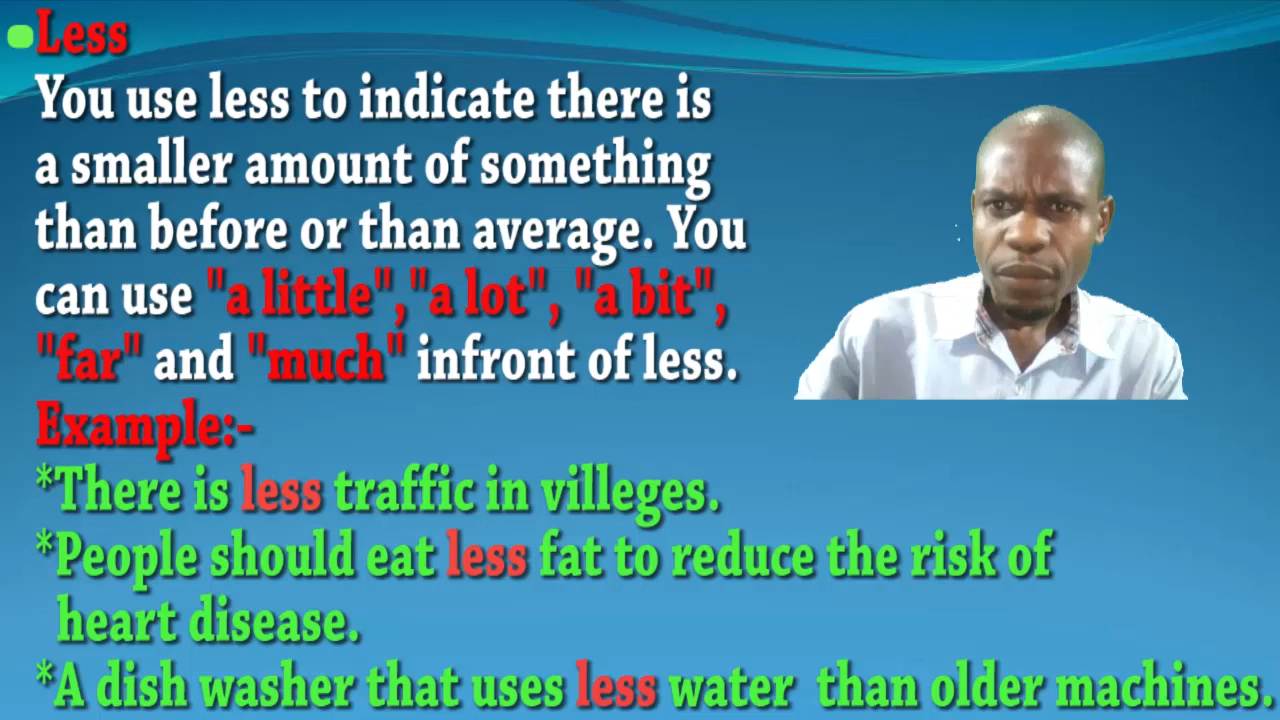 Less
You use less to indicate there is
a smaller amount of something
than before or than average. You
can use "a little","a lot", "a bit",
"far" and "much" infront of less.
Example:-
*There is less traffic in villeges.
*People should eat less fat to reduce the risk of
heart disease.
*A dish washer that uses less water  than older machines.